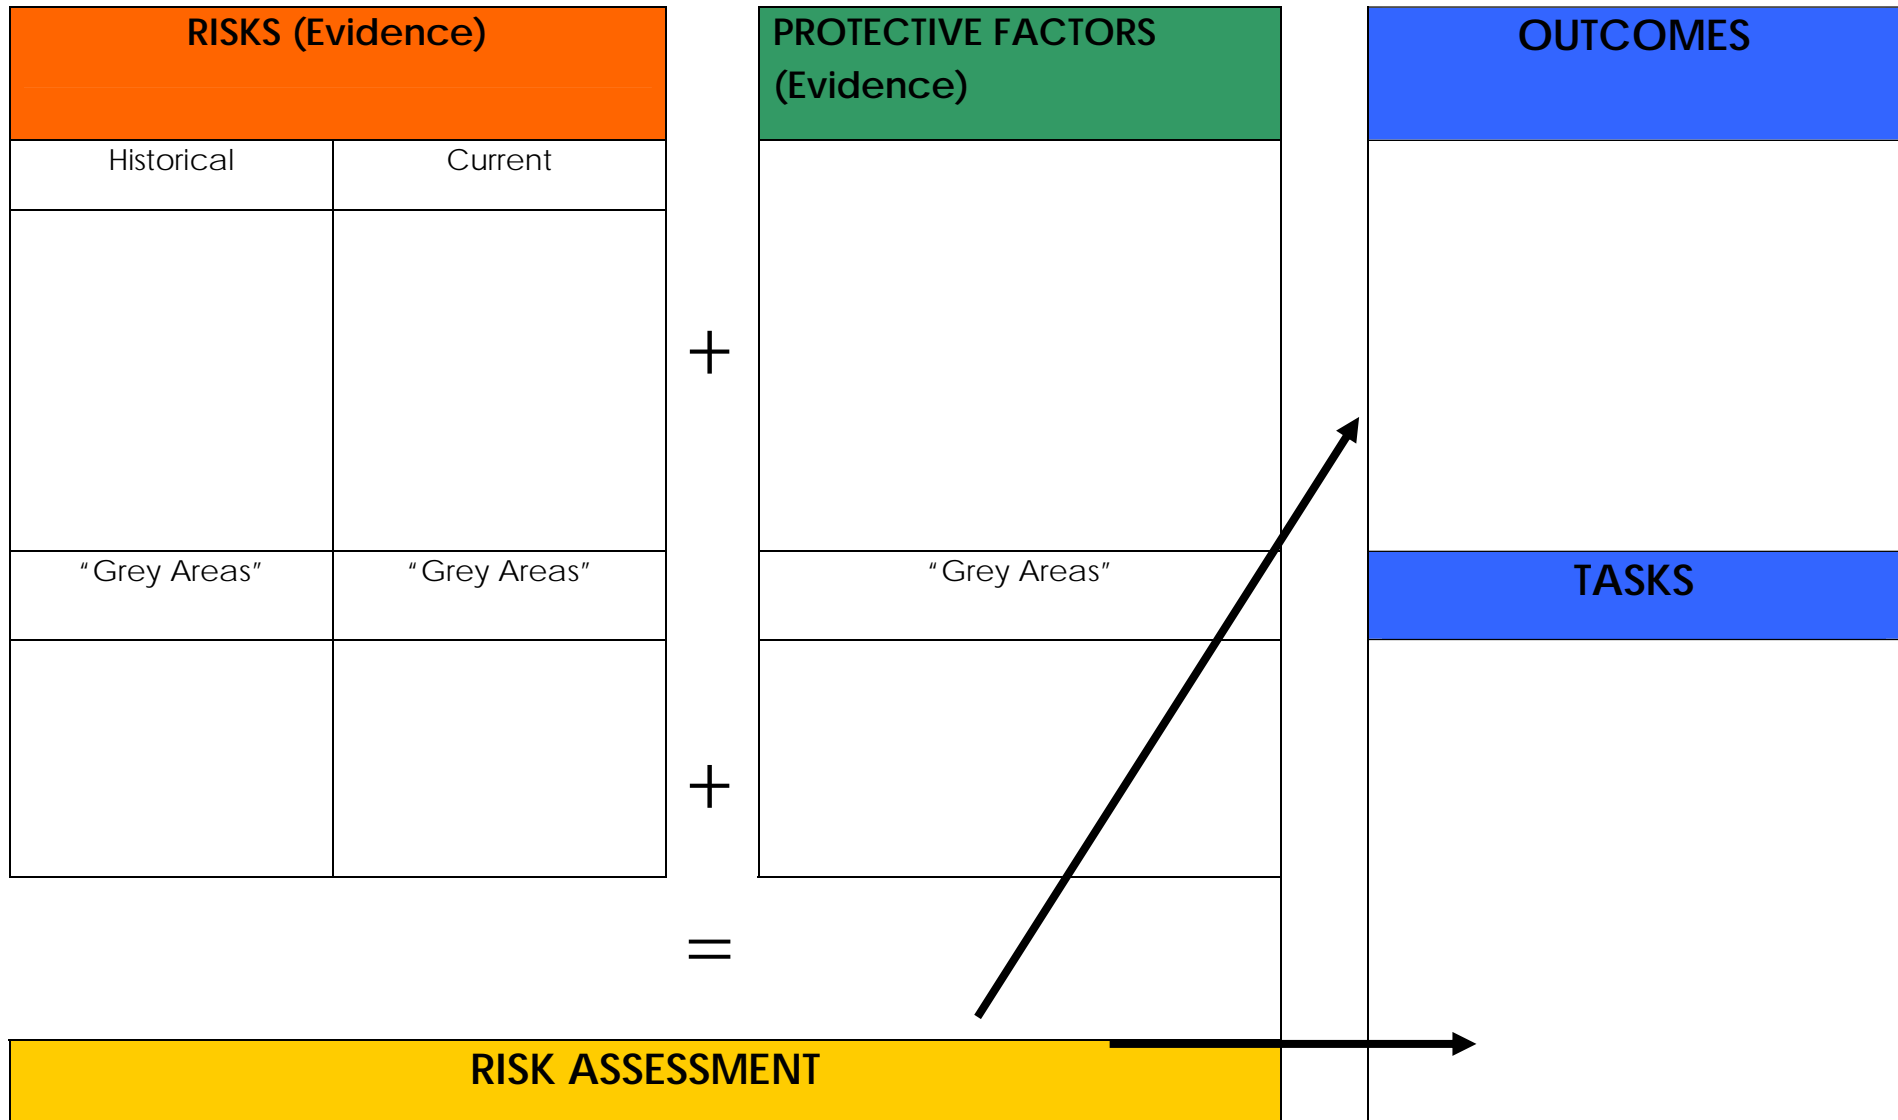 RISKS (Evidence)
PROTECTIVE FACTORS
(Evidence)
OUTCOMES
Historical
Current
+
"Grey Areas"
"Grey Areas"
"Grey Areas"
TASKS
+
=
RISK ASSESSMENT